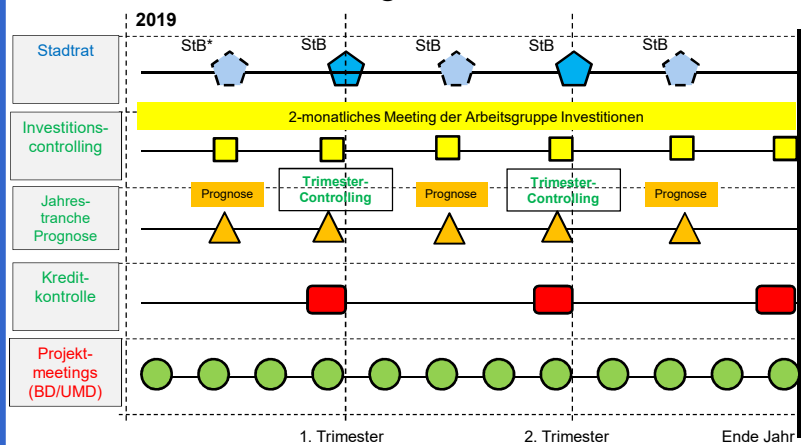 2019
Stadtrat
StB*
StB
StB
StB
StB
2-monatliches Meeting der Arbeitsgruppe Investitionen
Investitions-
controlling
Prognose
Trimester-
Controlling
Prognose
Trimester-
Controlling
Prognose
Jahres-
tranche
Prognose
Kredit-
kontrolle
Projekt-
meetings
(BD/UMD)
1. Trimester
2. Trimester
Ende Jahr